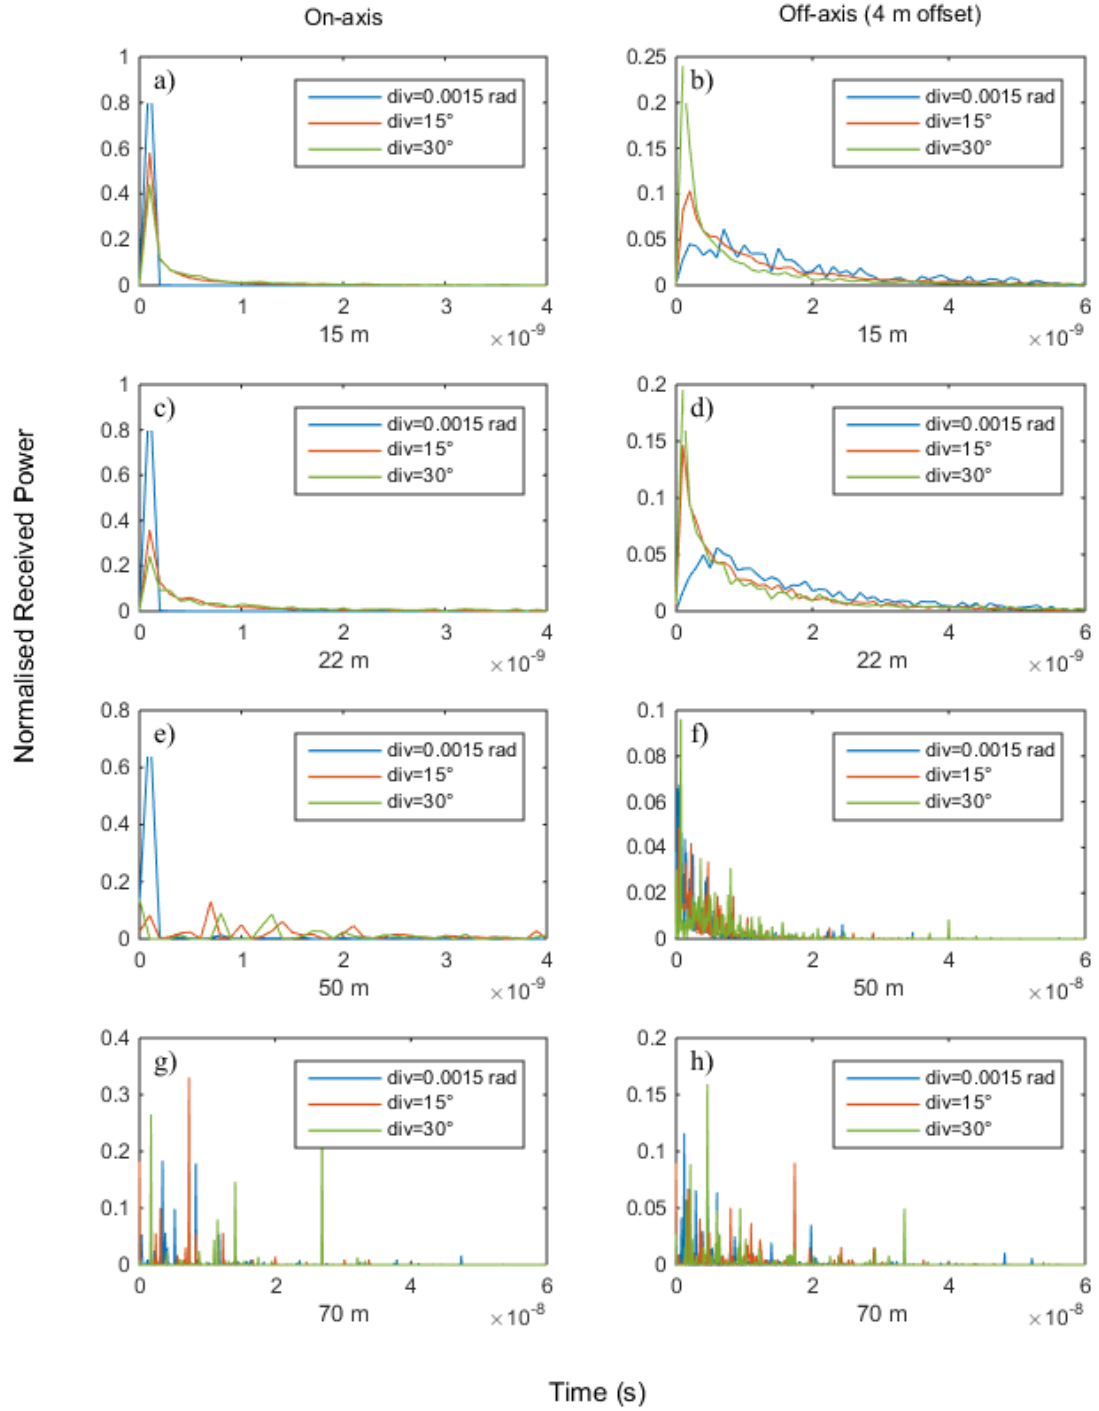 On-axis
Off-axis (4 m offset)
a)
div=0.0015 rad
div=15°
div=30°
1
0.8
0.6
0.4
0.2
0
0 1 2 3 4
15 m
×10-9
b)
div=0.0015 rad
div=15°
div=30°
0.25
0.2
0.15
0.1
0.05
0
0 2 4 6
15 m
×10-9
c)
div=0.0015 rad
div=15°
div=30°
1
0.8
0.6
0.4
0.2
0
0 1 2 3 4
22 m
×10-9
d)
div=0.0015 rad
div=15°
div=30°
0.2
0.15
0.1
0.05
0
0 2 4 6
22 m
×10-9
Normalised Received Power
e)
div=0.0015 rad
div=15°
div=30°
0.8
0.6
0.4
0.2
0
0 1 2 3 4
50 m
×10-9
f)
div=0.0015 rad
div=15°
div=30°
0.1
0.08
0.06
0.04
0.02
0
0 2 4 6
50 m
×10-8
g)
div=0.0015 rad
div=15°
div=30°
0.4
0.3
0.2
0.1
0
0 2 4 6
70 m
×10-8
h)
div=0.0015 rad
div=15°
div=30°
0.2
0.15
0.1
0.05
0
0 2 4 6
70 m
×10-8
Time (s)